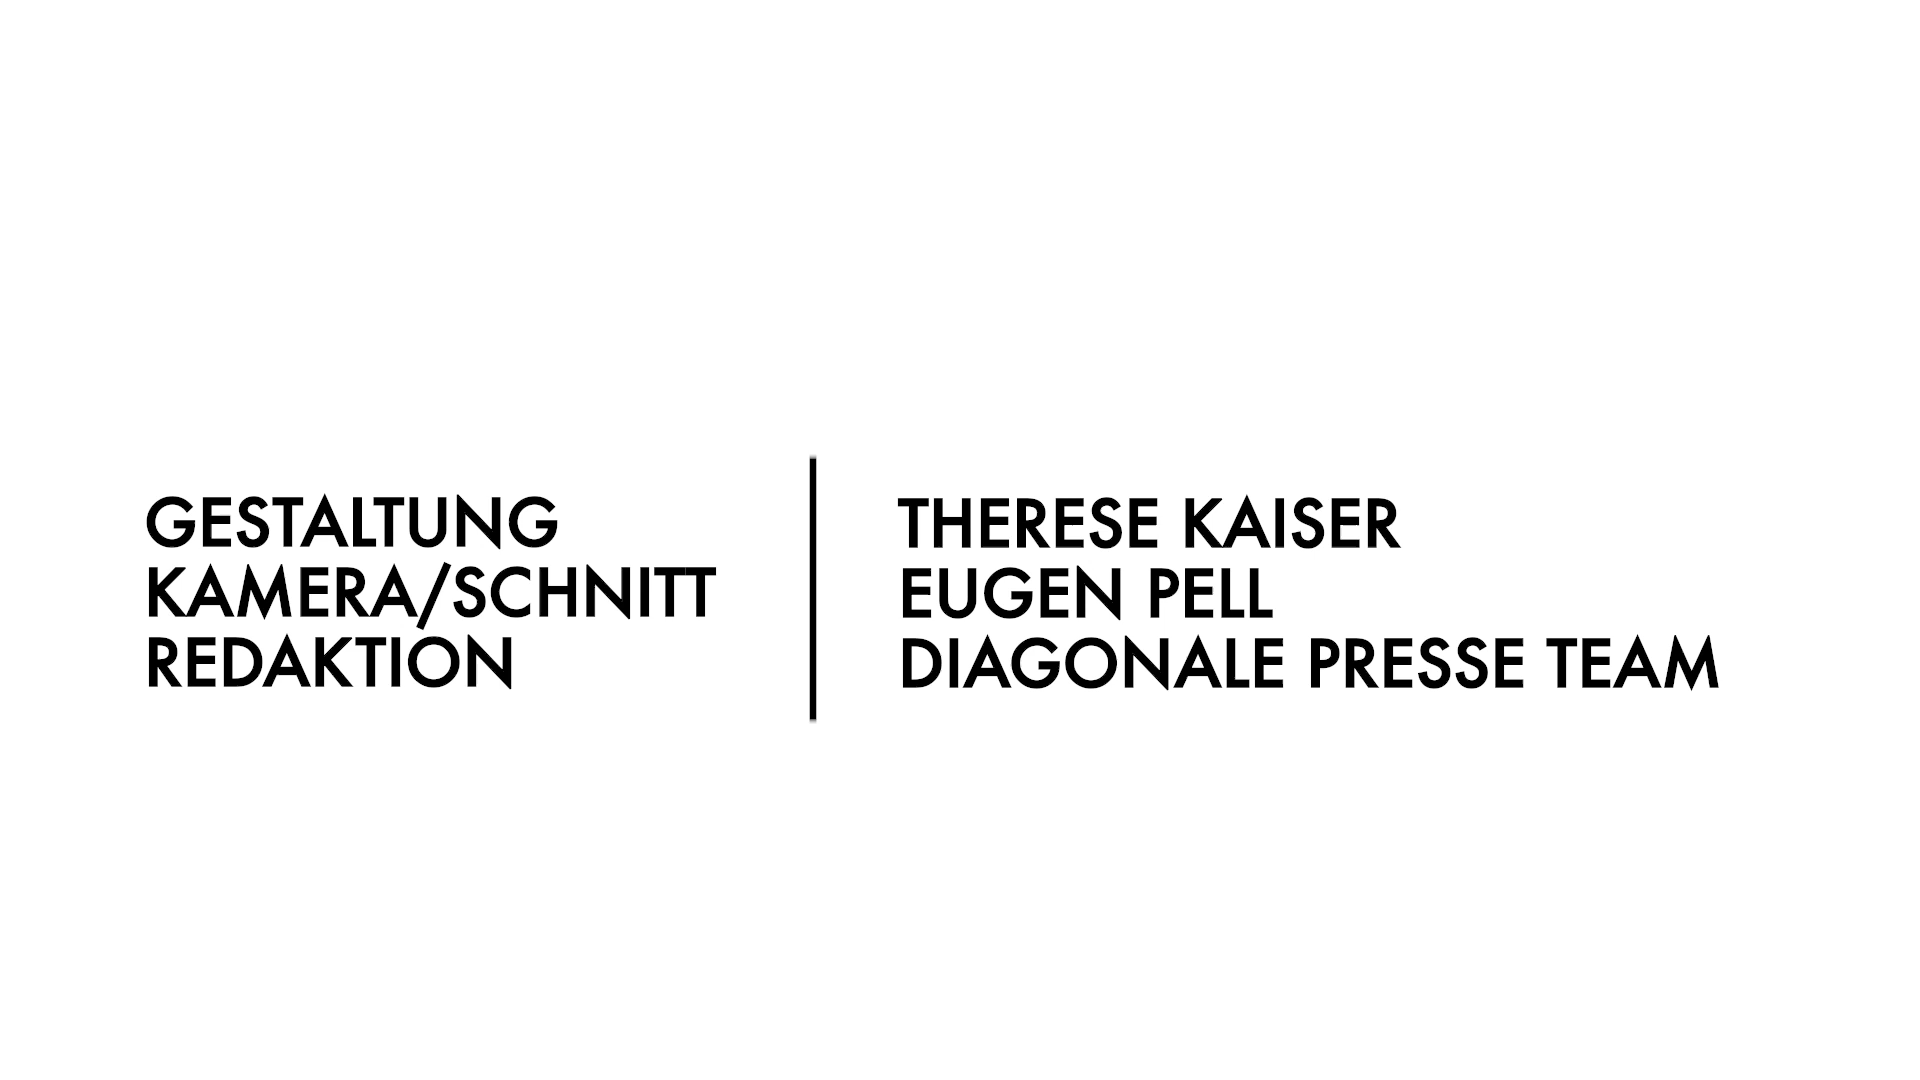 GESTALTUNG
KAMERA/SCHNITT
REDAKTION
THERESE KAISER
EUGEN PELL
DIAGONALE PRESSE TEAM